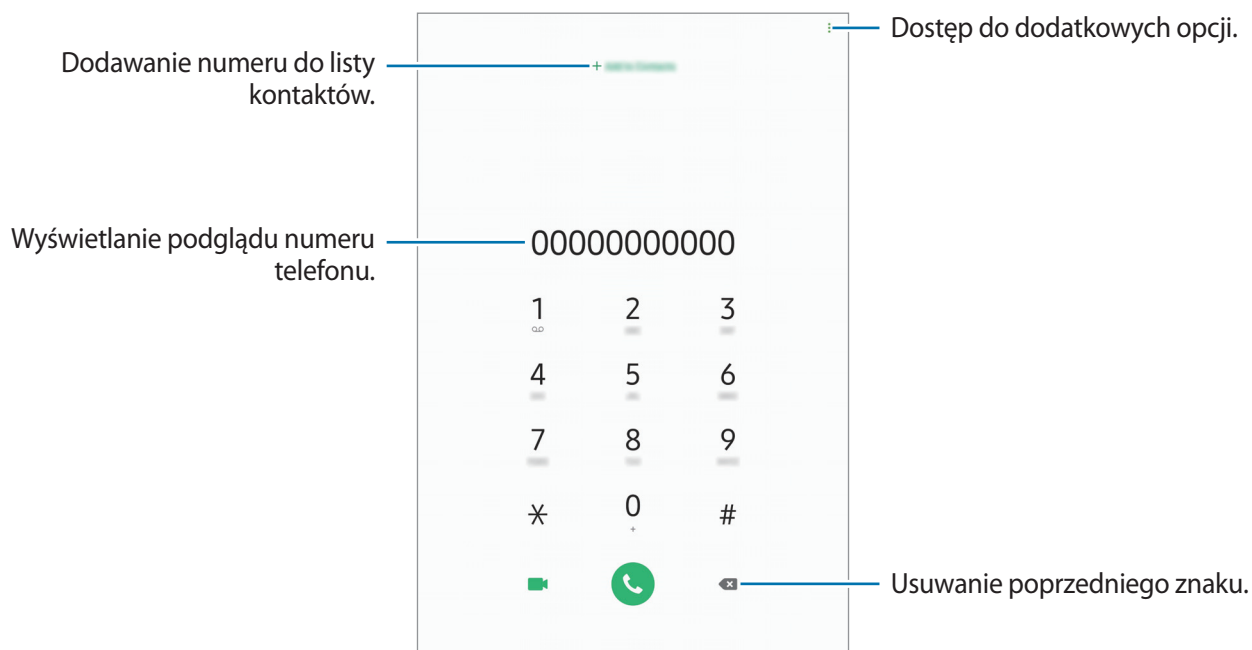 Dostęp do dodatkowych opcji.
Dodawanie numeru do listy
kontaktów.
+
Wyświetlanie podglądu numeru
telefonu.
00000000000
1 2 3
4 5 6
7 8 9
* 0 #
+
Usuwanie poprzedniego znaku.